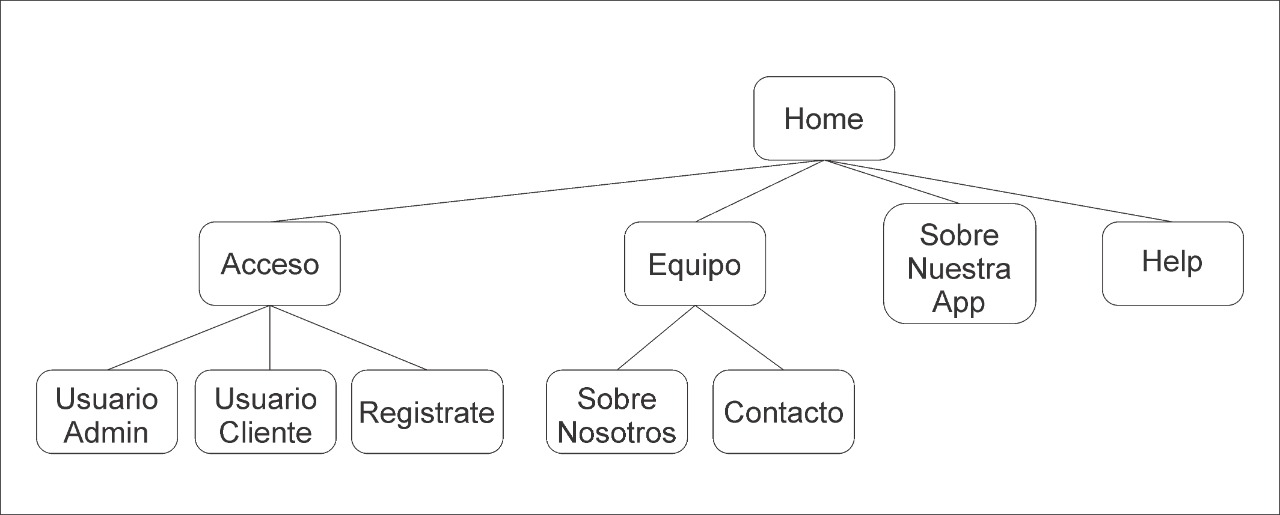 Home
Acceso
Equipo
Sobre
Nuestra
App
Help
Usuario
Admin
Usuario
Cliente
Registrate
Sobre
Nosotros
Contacto